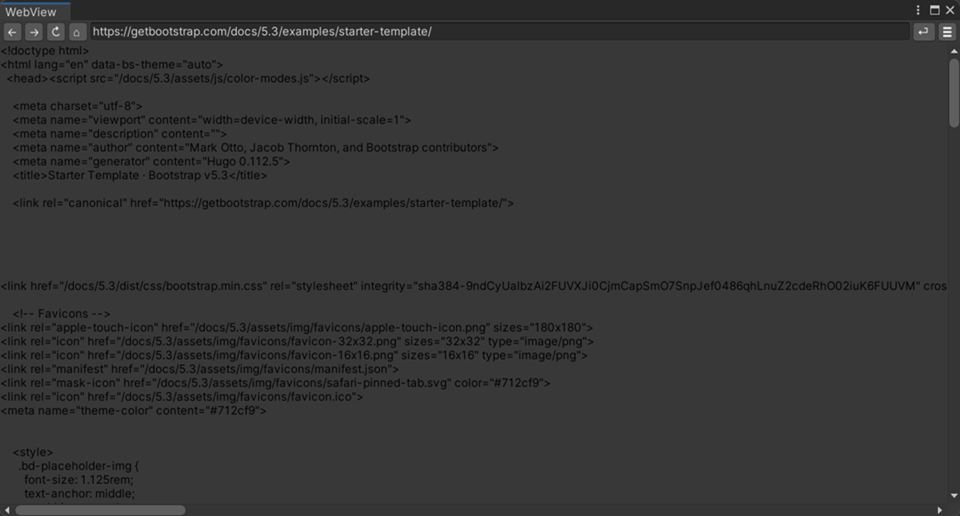 WebView
https://getbootstrap.com/docs/5.3/examples/starter-template/
<!doctype html>
<html lang="en" data-bs-theme="auto">
<head><script src="/docs/5.3/assets/js/color-modes.js"></script>
<meta charset="utf-8">
<meta name="viewport" content="width=device-width, initial-scale=1">
<meta name="description" content="">
<meta name="author" content="Mark Otto, Jacob Thornton, and Bootstrap contributors">
<meta name="generator" content="Hugo 0.112.5">
<title>Starter Template · Bootstrap v5.3</title>
<link rel="canonical" href="https://getbootstrap.com/docs/5.3/examples/starter-template/">
<link href="/docs/5.3/dist/css/bootstrap.min.css" rel="stylesheet" integrity="sha384-9ndCyUaIbzAi2FUVXJi0CjmCapSmO7SnpJef0486qhLnuZ2cdeRhO02iuK6FUUVM" cros
<!-- Favicons -->
<link rel="apple-touch-icon" href="/docs/5.3/assets/img/favicons/apple-touch-icon.png" sizes="180x180">
<link rel="icon" href="/docs/5.3/assets/img/favicons/favicon-32x32.png" sizes="32x32" type="image/png">
<link rel="icon" href="/docs/5.3/assets/img/favicons/favicon-16x16.png" sizes="16x16" type="image/png">
<link rel="manifest" href="/docs/5.3/assets/img/favicons/manifest.json">
<link rel="mask-icon" href="/docs/5.3/assets/img/favicons/safari-pinned-tab.svg" color="#712cf9">
<link rel="icon" href="/docs/5.3/assets/img/favicons/favicon.ico">
<meta name="theme-color" content="#712cf9">
<style>
.bd-placeholder-img {
font-size: 1.125rem;
text-anchor: middle;